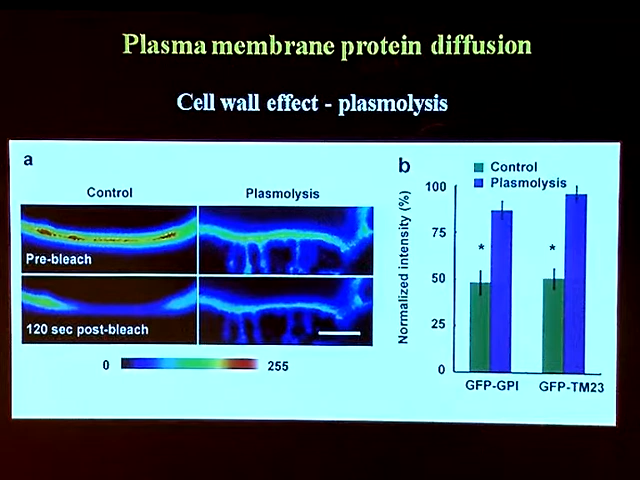 Plasma membrane protein diffusion
Cell wall effect - plasmolysis
a
Control
Plasmolysis
Pre-bleach
120 sec post-bleach
0
255
b
Control
Plasmolysis
Normalized intensity (%)
100
75
50
25
0
*
*
GFP-GPI
GFP-TM23